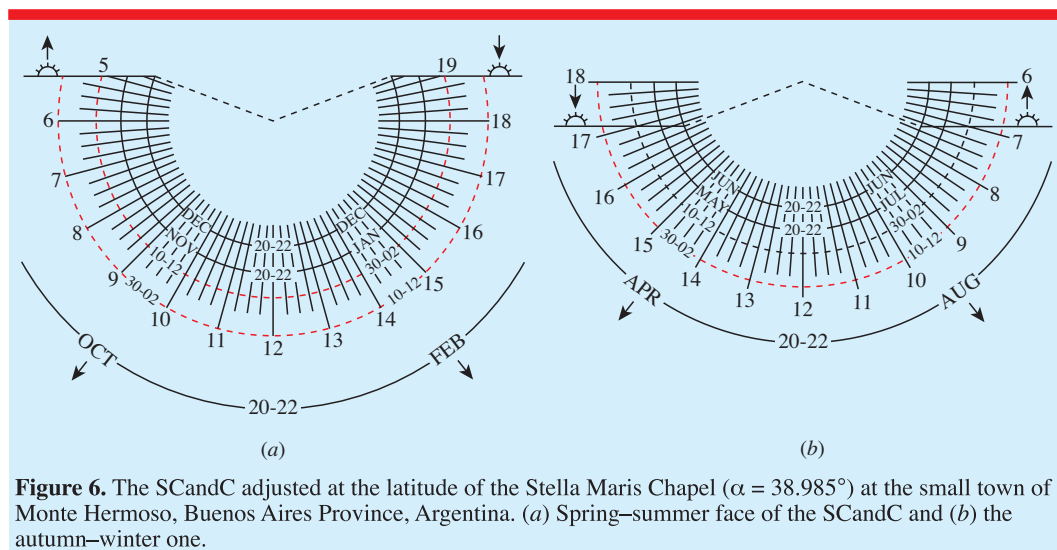 5
19
6
18
7
17
8
16
9
15
10
14
11
13
12
DEC
DEC
NOV
JAN
20-22
20-22
10-12
30-02
30-02
10-12
OCT
FEB
20-22
(a)
18
6
17
7
16
8
15
9
14
10
13
11
12
JUN
JUN
MAY
JUL
20-22
20-22
10-12
30-02
30-02
10-12
APR
AUG
20-22
(b)
Figure 6. The SCandC adjusted at the latitude of the Stella Maris Chapel (α = 38.985°) at the small town of
Monte Hermoso, Buenos Aires Province, Argentina. (a) Spring–summer face of the SCandC and (b) the
autumn–winter one.